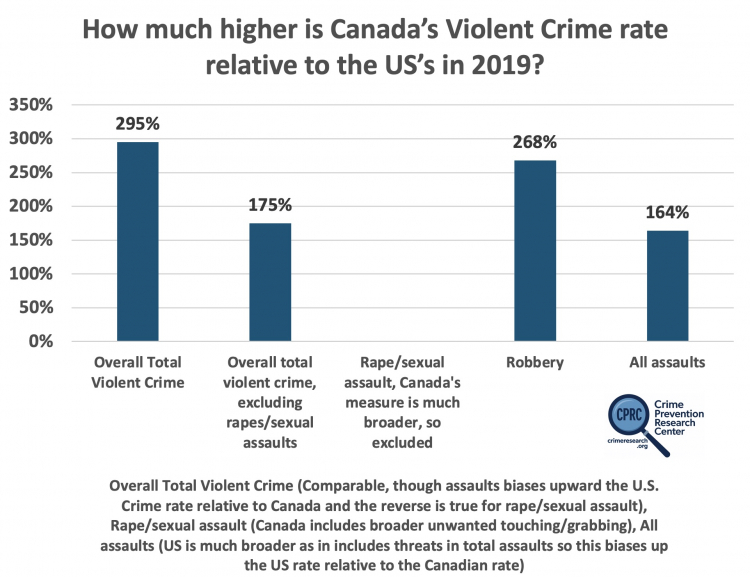 How much higher is Canada's Violent Crime rate
relative to the US's in 2019?
350%
300%
250%
200%
150%
100%
50%
0%
295%
175%
268%
164%
Overall Total
Violent Crime
Overall total
violent crime,
excluding
rapes/sexual
assaults
Rape/sexual
assault, Canada's
measure is much
broader, so
excluded
Robbery
All assaults
CPRC
crimeresearch
.org
Crime
Prevention
Research
Center
Overall Total Violent Crime (Comparable, though assaults biases upward the U.S.
Crime rate relative to Canada and the reverse is true for rape/sexual assault),
Rape/sexual assault (Canada includes broader unwanted touching/grabbing), All
assaults (US is much broader as in includes threats in total assaults so this biases up
the US rate relative to the Canadian rate)